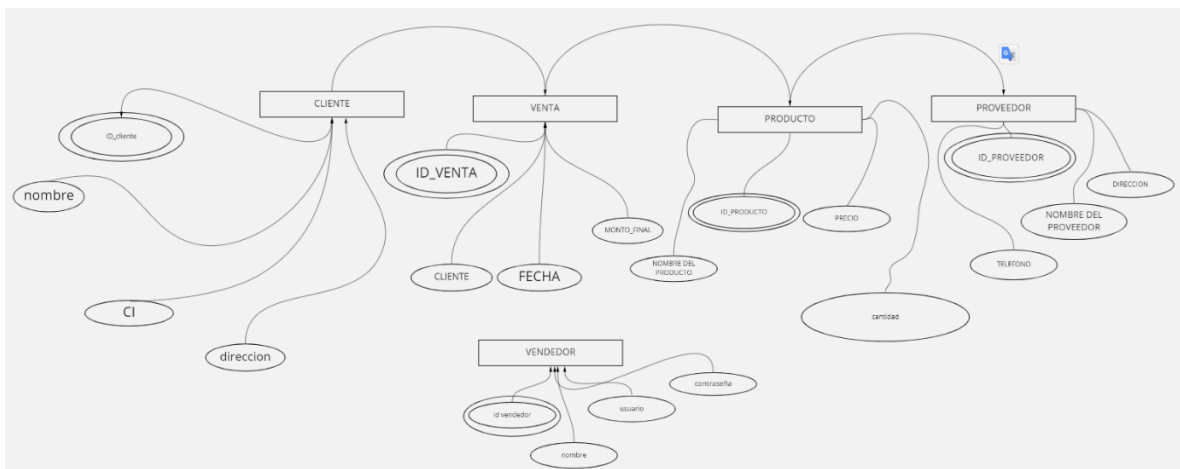 CLIENTE
VENTA
PRODUCTO
PROVEEDOR
ID_cliente
nombre
CI
direccion
ID_VENTA
CLIENTE
FECHA
MONTO_FINAL
NOMBRE DEL
PRODUCTO
ID_PRODUCTO
PRECIO
cantidad
ID_PROVEEDOR
TELEFONO
NOMBRE DEL
PROVEEDOR
DIRECCION
VENDEDOR
id vendedor
nombre
usuario
contraseña